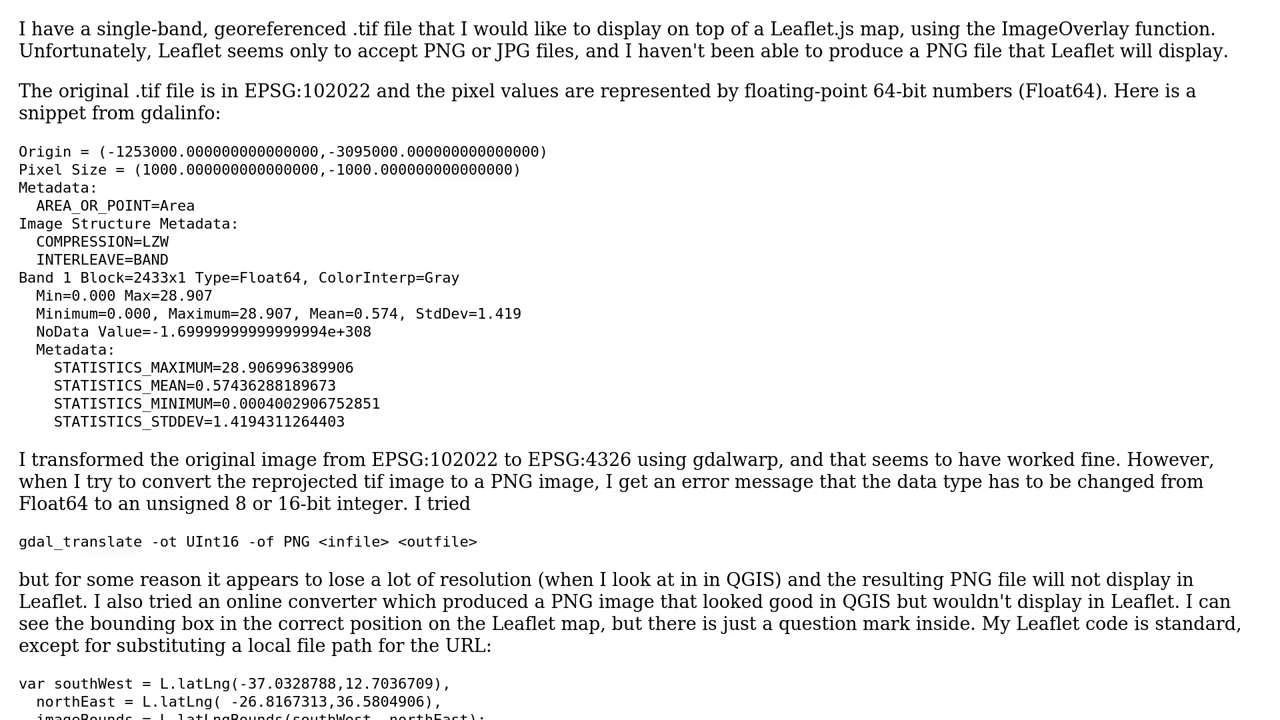 I have a single-band, georeferenced .tif file that I would like to display on top of a Leaflet.js map, using the ImageOverlay function.
Unfortunately, Leaflet seems only to accept PNG or JPG files, and I haven't been able to produce a PNG file that Leaflet will display.
The original .tif file is in EPSG:102022 and the pixel values are represented by floating-point 64-bit numbers (Float64). Here is a
snippet from gdalinfo:
Origin = (-1253000.000000000000000,-3095000.000000000000000)
Pixel Size = (1000.000000000000000,-1000.000000000000000)
Metadata:
  AREA_OR_POINT=Area
Image Structure Metadata:
  COMPRESSION=LZW
  INTERLEAVE=BAND
Band 1 Block=2433x1 Type=Float64, ColorInterp=Gray
  Min=0.000 Max=28.907
  Minimum=0.000, Maximum=28.907, Mean=0.574, StdDev=1.419
  NoData Value=-1.69999999999999994e+308
  Metadata:
    STATISTICS_MAXIMUM=28.906996389906
    STATISTICS_MEAN=0.57436288189673
    STATISTICS_MINIMUM=0.0004002906752851
    STATISTICS_STDDEV=1.4194311264403
I transformed the original image from EPSG:102022 to EPSG:4326 using gdalwarp, and that seems to have worked fine. However,
when I try to convert the reprojected tif image to a PNG image, I get an error message that the data type has to be changed from
Float64 to an unsigned 8 or 16-bit integer. I tried
gdal_translate -ot UInt16 -of PNG <infile> <outfile>
but for some reason it appears to lose a lot of resolution (when I look at in in QGIS) and the resulting PNG file will not display in
Leaflet. I also tried an online converter which produced a PNG image that looked good in QGIS but wouldn't display in Leaflet. I can
see the bounding box in the correct position on the Leaflet map, but there is just a question mark inside. My Leaflet code is standard,
except for substituting a local file path for the URL:
var southWest = L.latLng(-37.0328788,12.7036709),
  northEast = L.latLng( -26.8167313,36.5804906),
  imageBounds = L.latLngBounds(southWest, northEast);